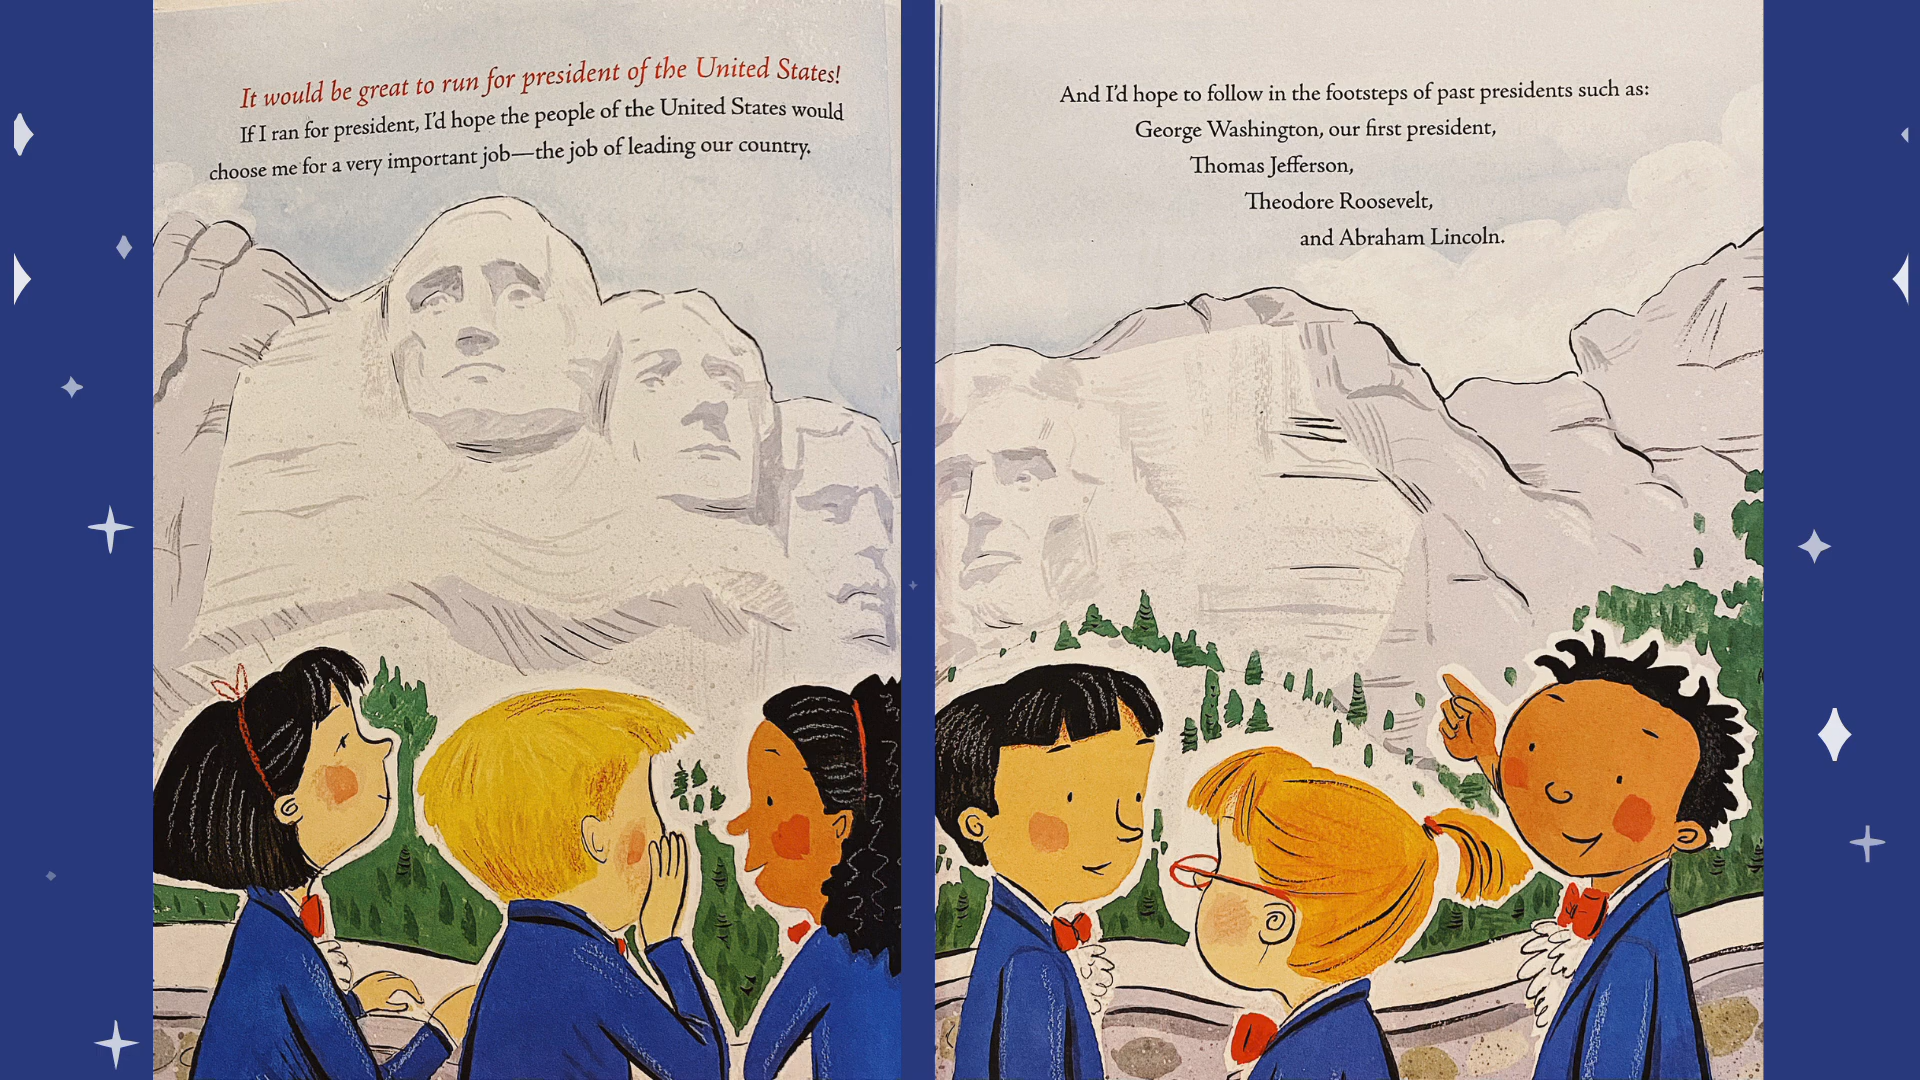 It would be great to run for president of the United States!
If I ran for president, I'd hope the people of the United States would
choose me for a very important job—the job of leading our country.
And I'd hope to follow in the footsteps of past presidents such as:
George Washington, our first president,
Thomas Jefferson,
Theodore Roosevelt,
and Abraham Lincoln.